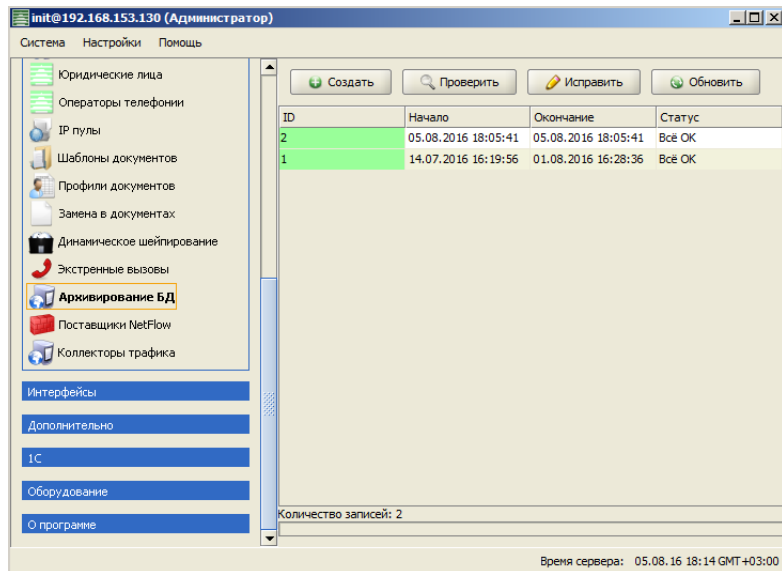 init@192.168.153.130 (Администратор)
Система Настройки Помощь
Юридические лица
Операторы телефонии
IP пулы
Шаблоны документов
Профили документов
Замена в документах
Динамическое шейпирование
Экстренные вызовы
Архивирование БД
Поставщики NetFlow
Коллекторы трафика
Интерфейсы
Дополнительно
1С
Оборудование
О программе
Создать Проверить Исправить Обновить
ID Начало Окончание Статус
2 05.08.2016 18:05:41 05.08.2016 18:05:41 Всё ОК
1 14.07.2016 16:19:56 01.08.2016 16:28:36 Всё ОК
Количество записей: 2
Время сервера: 05.08.16 18:14 GMT+03:00